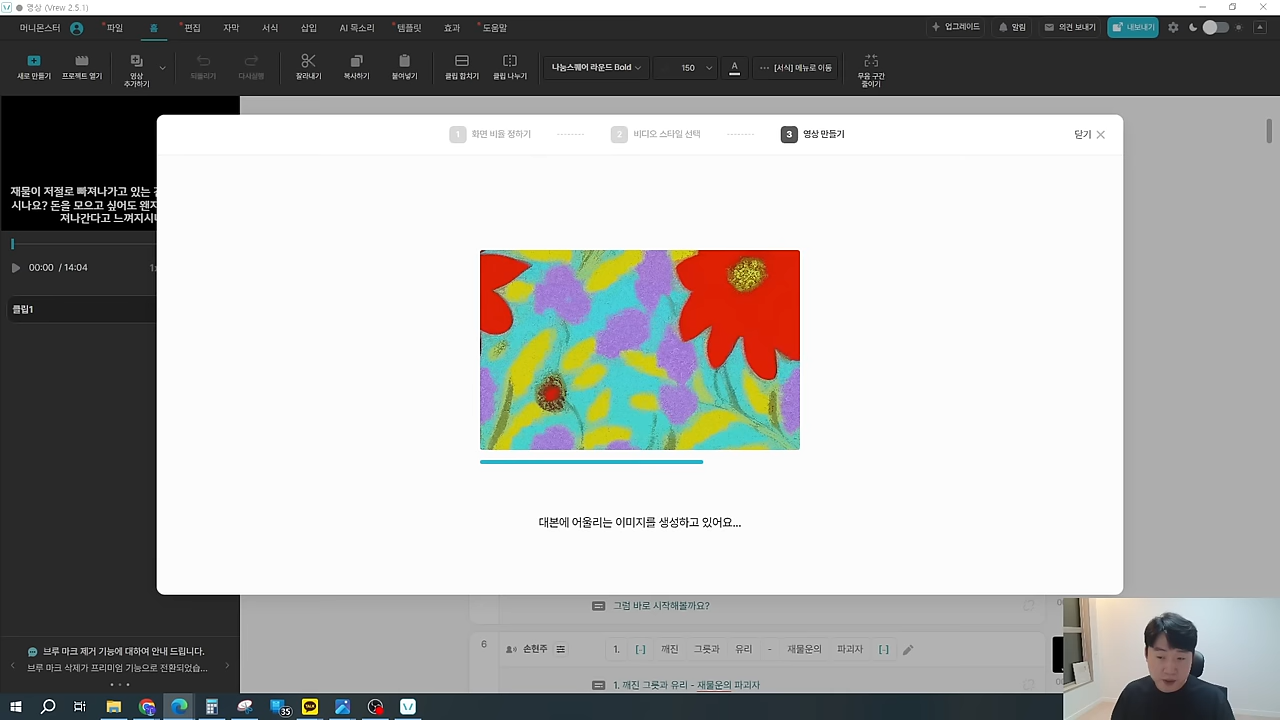 영상 (Vrew 2.5.1)
머니몬스터 파일 홈 편집 자막 서식 삽입 AI 목소리 템플릿 효과 도움말 업그레이드 알림 의견 보내기 내보내기
새로 만들기 프로젝트 열기 영상 추가하기 되돌리기 다시실행 잘라내기 복사하기 붙여넣기 클립 합치기 클립 나누기 나눔스퀘어 라운드 Bold 150 A ··· [서식] 메뉴로 이동 무음 구간 줄이기
1 화면 비율 정하기 2 비디오 스타일 선택 3 영상 만들기 닫기
재물이 저절로 빠져나가고 있는
시나요? 돈을 모으고 싶어도 왠지
져나간다고 느껴지시
00:00 / 14:04
클립1
대본에 어울리는 이미지를 생성하고 있어요...
그럼 바로 시작해볼까요?
6 손현주 1. [..] 깨진 그릇과 유리 - 재물운의 파괴자 [..]
1. 깨진 그릇과 유리 - 재물운의 파괴자
브루 마크 제거 기능에 대하여 안내 드립니다.
브루 마크 삭제가 프리미엄 기능으로 전환되었습...
35
TALK